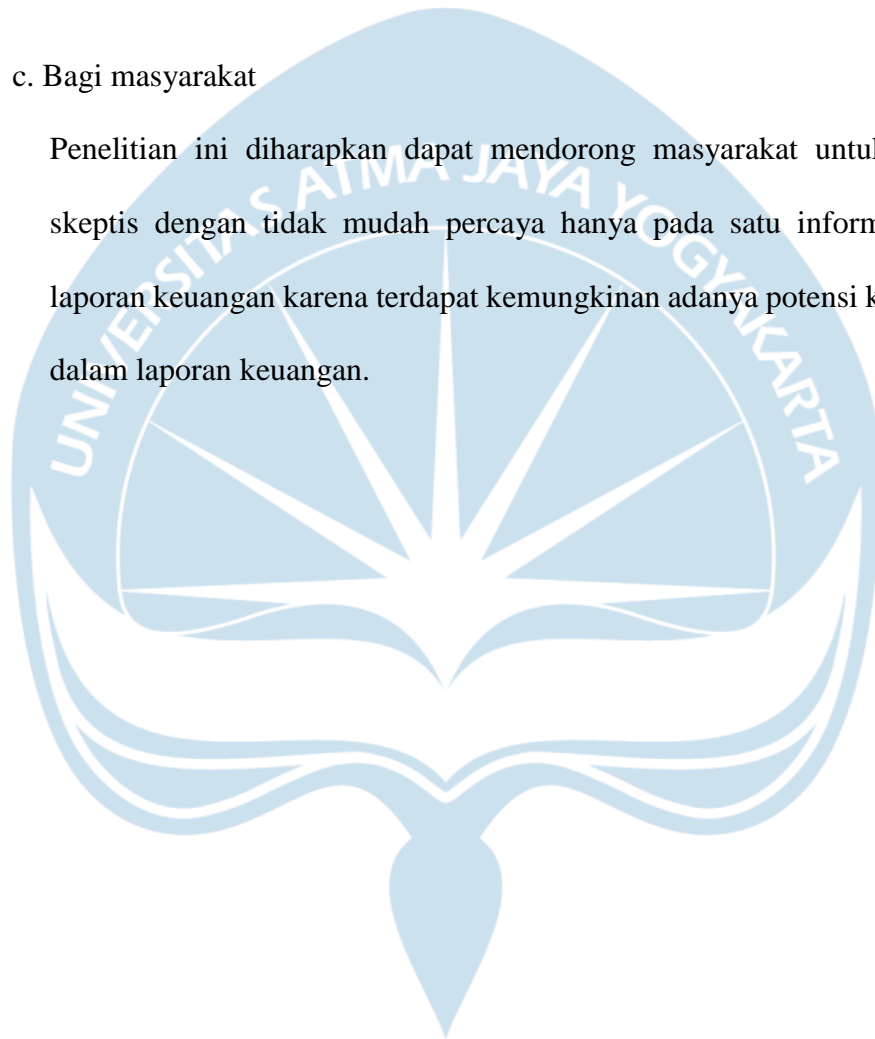 c. Bagi masyarakat
Penelitian ini diharapkan dapat mendorong masyarakat
skeptis dengan tidak mudah percaya hanya pada satu
laporan keuangan karena terdapat kemungkinan adanya potensi
dalam laporan keuangan.
UNIVERSITAS ATMA JAYA YOGYAKARTA